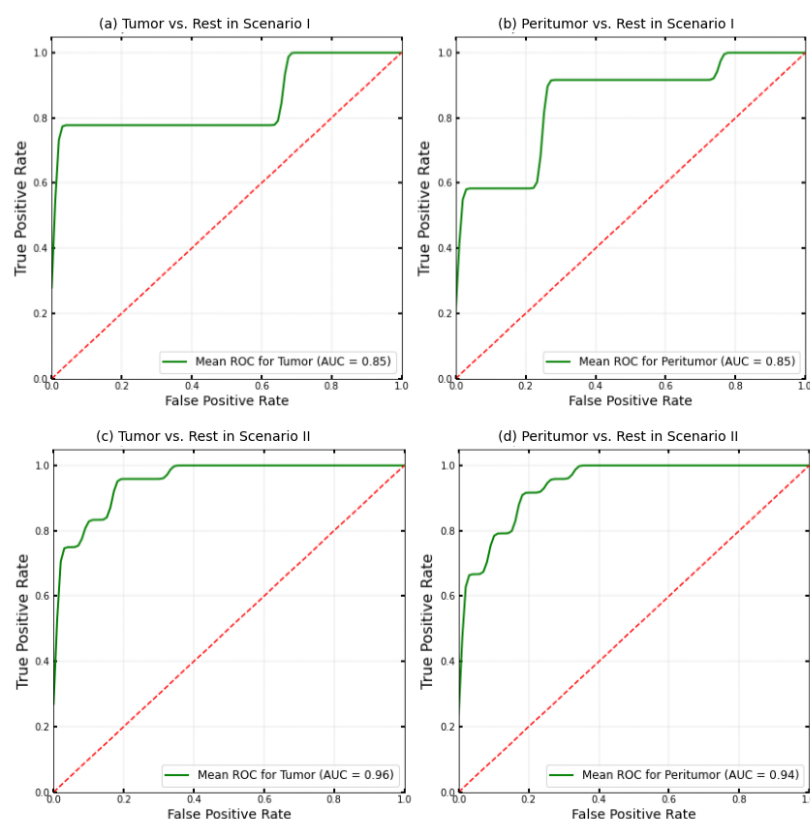 (a) Tumor vs. Rest in Scenario I
1.0
0.8
0.6
0.4
0.2
0.0
True Positive Rate
Mean ROC for Tumor (AUC = 0.85)
0.0 0.2 0.4 0.6 0.8 1.0
False Positive Rate
(b) Peritumor vs. Rest in Scenario I
1.0
0.8
0.6
0.4
0.2
0.0
True Positive Rate
Mean ROC for Peritumor (AUC = 0.85)
0.0 0.2 0.4 0.6 0.8 1.0
False Positive Rate
(c) Tumor vs. Rest in Scenario II
1.0
0.8
0.6
0.4
0.2
0.0
True Positive Rate
Mean ROC for Tumor (AUC = 0.96)
0.0 0.2 0.4 0.6 0.8 1.0
False Positive Rate
(d) Peritumor vs. Rest in Scenario II
1.0
0.8
0.6
0.4
0.2
0.0
True Positive Rate
Mean ROC for Peritumor (AUC = 0.94)
0.0 0.2 0.4 0.6 0.8 1.0
False Positive Rate